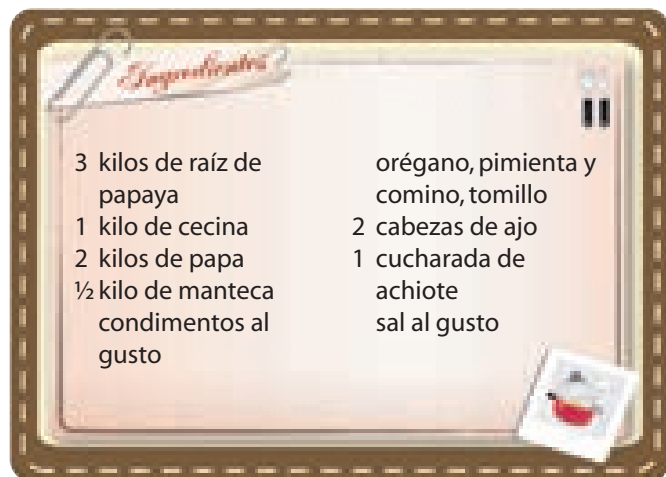 Ingredientes
3 kilos de raíz de
papaya
1 kilo de cecina
2 kilos de papa
½ kilo de manteca
condimentos al
gusto
orégano, pimienta y
comino, tomillo
2 cabezas de ajo
1 cucharada de
achiote
sal al gusto